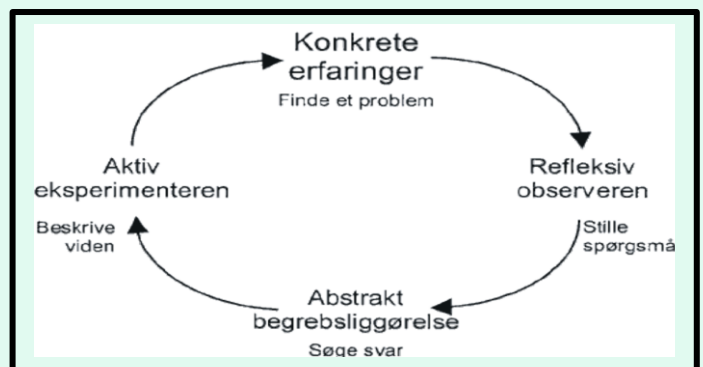 Konkrete
erfaringer
Finde et problem
Refleksiv
observeren
Stille
spørgsmå
Abstrakt
begrebsliggørelse
Søge svar
Aktiv
eksperimenteren
Beskrive
viden